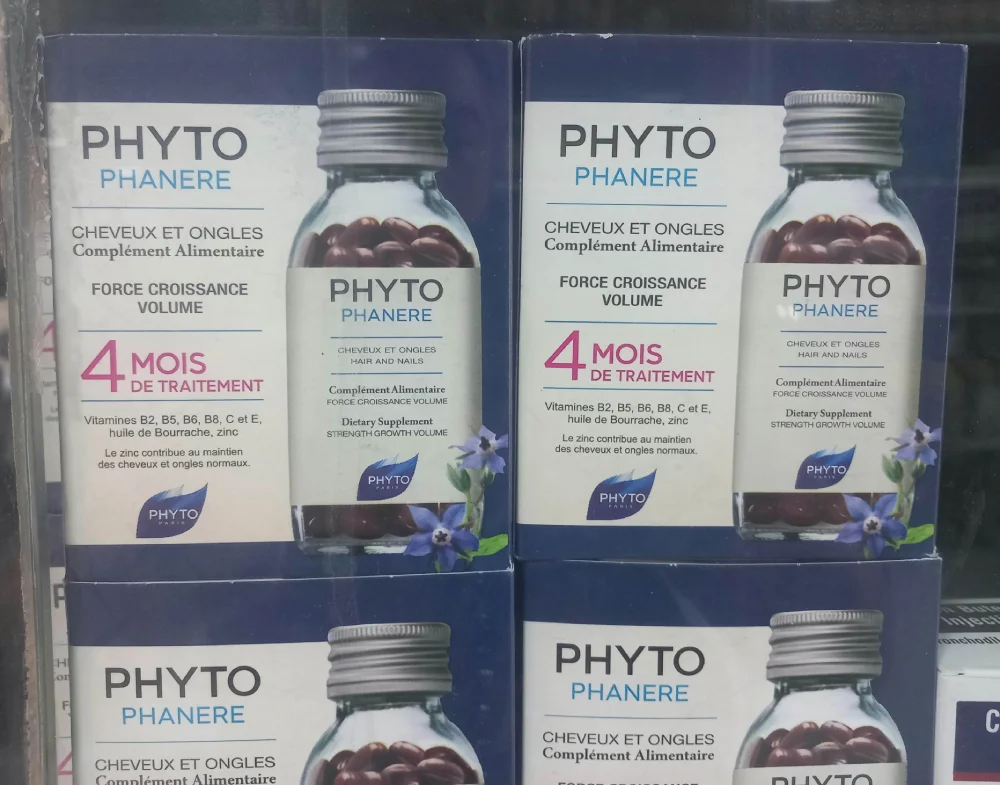 PHYTO
PHANERE
CHEVEUX ET ONGLES
Complément Alimentaire
FORCE CROISSANCE
VOLUME
4 MOIS
DE TRAITEMENT
Vitamines B2, B5, B6, B8, C et E,
huile de Bourrache, zinc
Le zinc contribue au maintien
des cheveux et ongles normaux.
PHYTO
PARIS
PHYTO
PHANERE
CHEVEUX ET ONGLES
HAIR AND NAILS
Complément Alimentaire
FORCE CROISSANCE VOLUME
Dietary Supplement
STRENGTH GROWTH VOLUME
PHYTO
PARIS
PHYTO
PHANERE
CHEVEUX ET ONGLES
Complément Alimentaire
FORCE CROISSANCE
VOLUME
4 MOIS
DE TRAITEMENT
Vitamines B2, B5, B6, B8, C et E,
huile de Bourrache, zinc
Le zinc contribue au maintien
des cheveux et ongles normaux.
PHYTO
PARIS
PHYTO
PHANERE
CHEVEUX ET ONGLES
HAIR AND NAILS
Complément Alimentaire
FORCE CROISSANCE VOLUME
Dietary Supplement
STRENGTH GROWTH VOLUME
PHYTO
PARIS
PHYTO
PHANERE
CHEVEUX ET ONGLES
Complément Alimentaire
PHYTO
PHANERE
CHEVEUX ET ONGLES
Complément Alimentaire
PHYTO